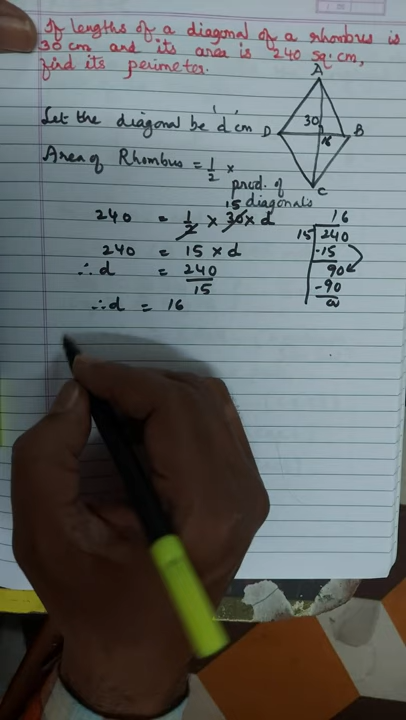 If lengths of a diagonal of a rhombus is
30 cm and its area is 240 sq. cm,
find its perimeter.
A
Let the diagonal be 'd' cm
D
30
B
Area of Rhombus = 1/2 × prod. of diagonals
C
15
240 = 1/2 × 30 × d
240 = 15 × d
∴ d = 240/15
∴ d = 16
16
15 240
-15
90
-90
0